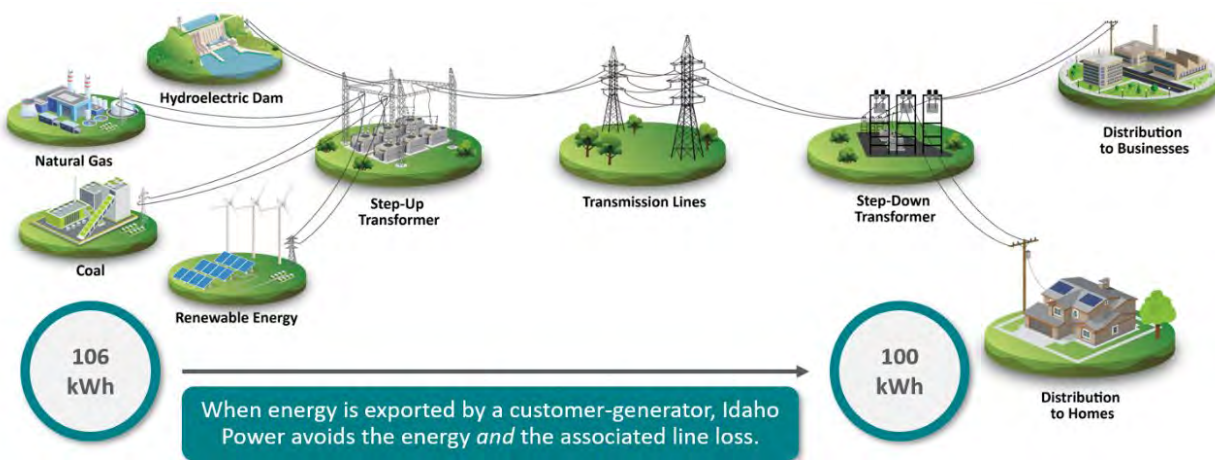 Hydroelectric Dam
Natural Gas
Coal
Renewable Energy
Step-Up
Transformer
Transmission Lines
Step-Down
Transformer
Distribution
to Businesses
Distribution
to Homes
106
kWh
100
kWh
When energy is exported by a customer-generator, Idaho
Power avoids the energy and the associated line loss.